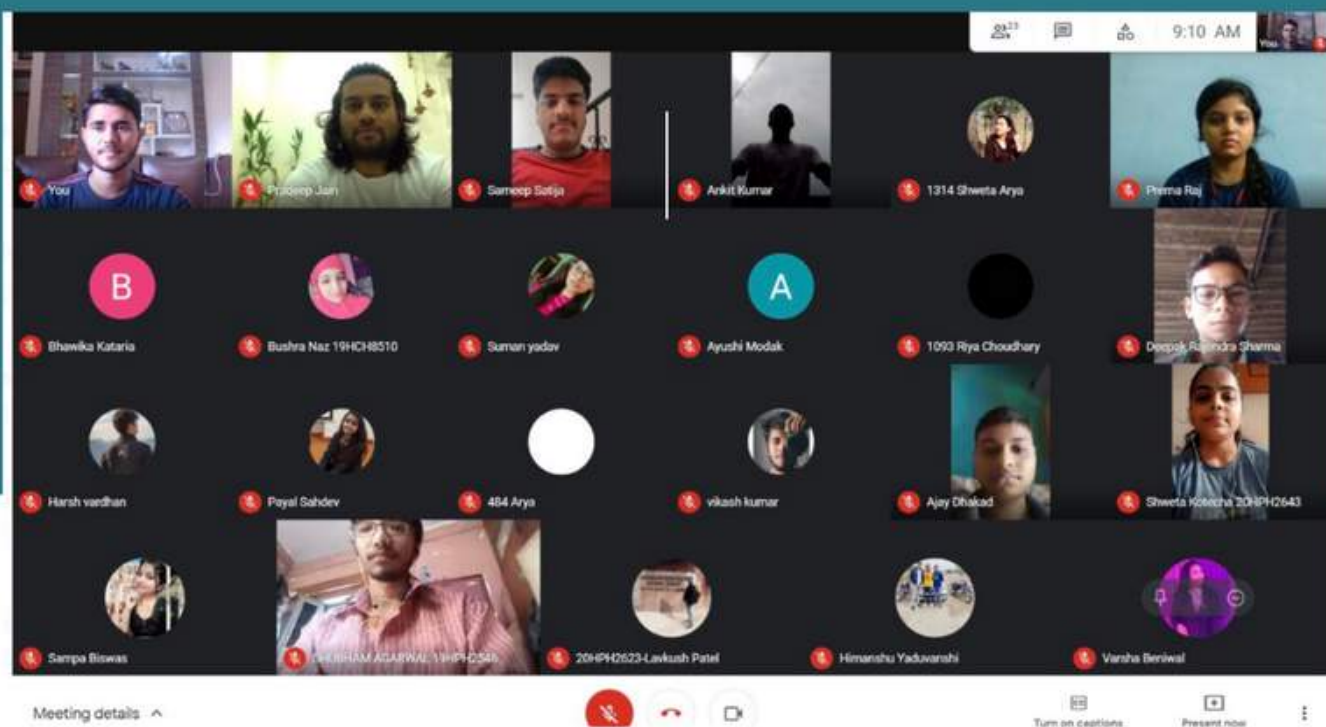 23
9:10 AM
You
You
Pradeep Jain
Sameep Satija
Ankit Kumar
1314 Shweta Arya
Prerna Raj
B
A
Bhawika Kataria
Bushra Naz 19HCH8510
Suman yadav
Ayushi Modak
1093 Riya Choudhary
Deepak Rajendra Sharma
Harsh vardhan
Payal Sahdev
484 Arya
vikash kumar
Ajay Dhakad
Shweta Kotecha 20HPH2643
Sampa Biswas
SHUBHAM AGARWAL 19HPH2546
20HPH2623-Lavkush Patel
Himanshu Yaduvanshi
Varsha Beniwal
Meeting details
Turn on captions
Present now